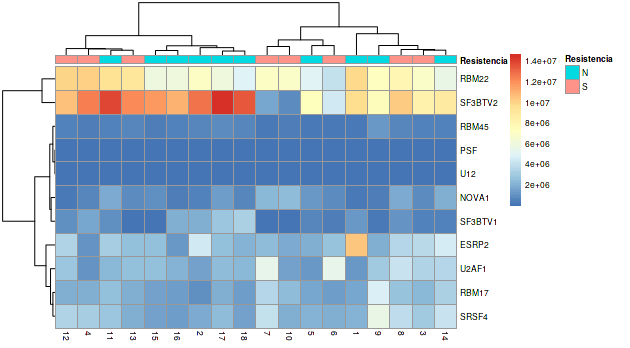 Resistencia
RBM22
SF3BTV2
RBM45
PSF
U12
NOVA1
SF3BTV1
ESRP2
U2AF1
RBM17
SRSF4
12 4 11 13 15 16 2 17 18 7 10 5 6 1 9 8 3 14
1.4e+07
1.2e+07
1e+07
8e+06
6e+06
4e+06
2e+06
Resistencia
N
S